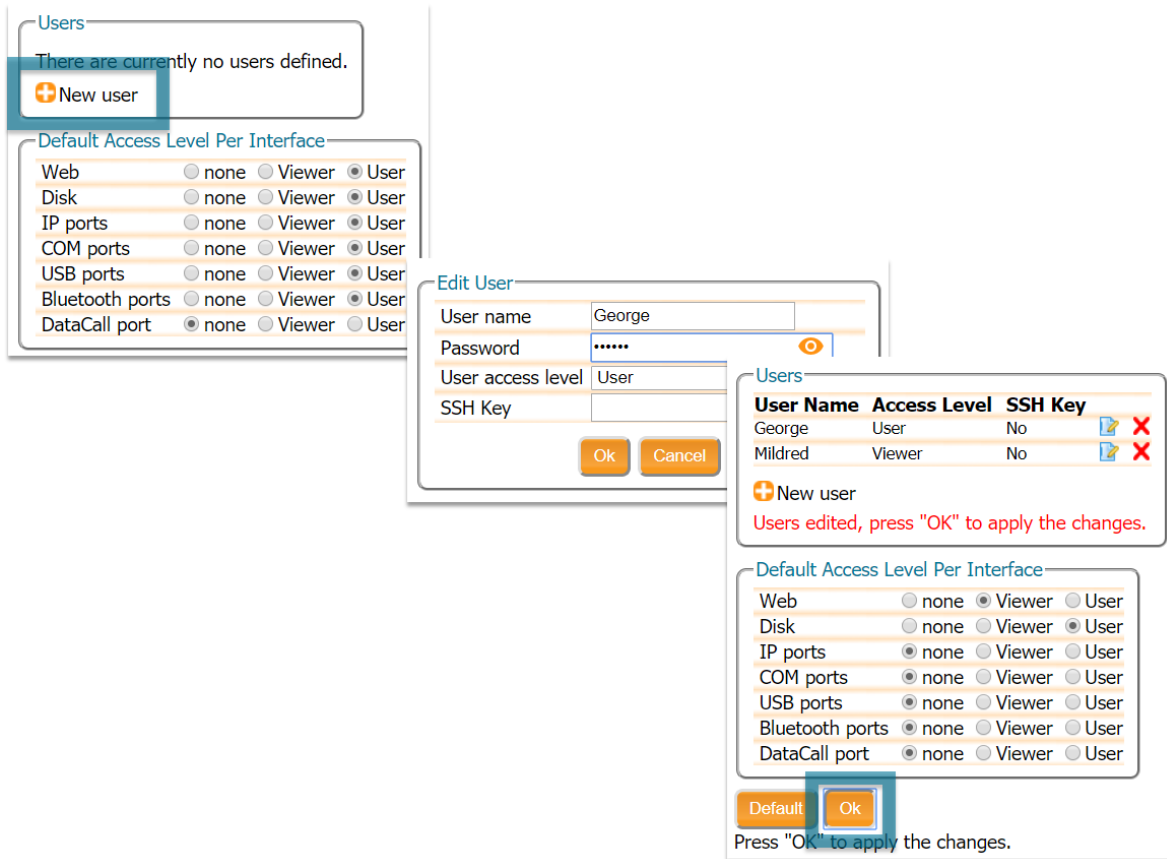 Users
There are currently no users defined.
New user
Default Access Level Per Interface
Web none Viewer User
Disk none Viewer User
IP ports none Viewer User
COM ports none Viewer User
USB ports none Viewer User
Bluetooth ports none Viewer User
DataCall port none Viewer User
Edit User
User name George
Password ••••••
User access level User
SSH Key
Ok Cancel
Users
User Name Access Level SSH Key
George User No
Mildred Viewer No
New user
Users edited, press "OK" to apply the changes.
Default Access Level Per Interface
Web none Viewer User
Disk none Viewer User
IP ports none Viewer User
COM ports none Viewer User
USB ports none Viewer User
Bluetooth ports none Viewer User
DataCall port none Viewer User
Default Ok
Press "OK" to apply the changes.